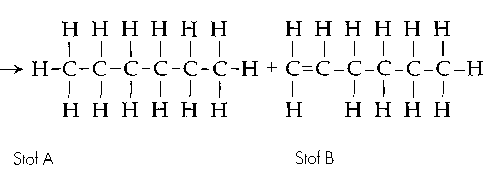 H H H H H H H H H H H H
→ H-C-C-C-C-C-C-H + C=C-C-C-C-C-H
H H H H H H H H H H H
Stof A Stof B